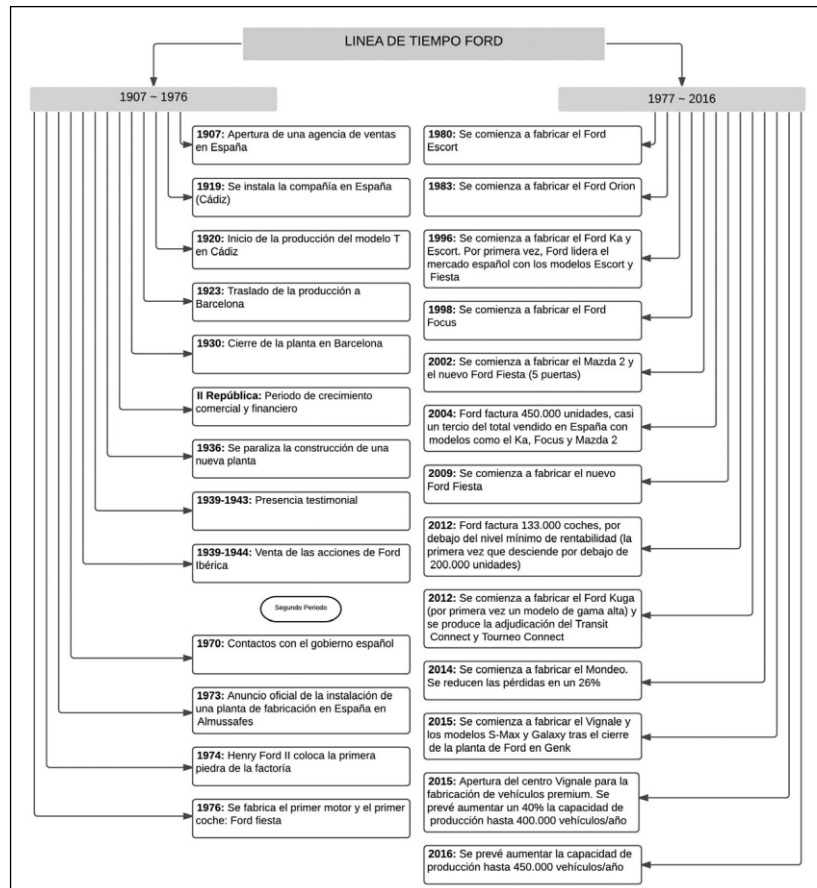 LINEA DE TIEMPO FORD
1907 ~ 1976
1907: Apertura de una agencia de ventas
en España
1919: Se instala la compañía en España
(Cádiz)
1920: Inicio de la producción del modelo T
en Cádiz
1923: Traslado de la producción a
Barcelona
1930: Cierre de la planta en Barcelona
II República: Periodo de crecimiento
comercial y financiero
1936: Se paraliza la construcción de una
nueva planta
1939-1943: Presencia testimonial
1939-1944: Venta de las acciones de Ford
Ibérica
Segundo Periodo
1970: Contactos con el gobierno español
1973: Anuncio oficial de la instalación de
una planta de fabricación en España en
Almussafes
1974: Henry Ford II coloca la primera
piedra de la factoría
1976: Se fabrica el primer motor y el primer
coche: Ford fiesta
1977 ~ 2016
1980: Se comienza a fabricar el Ford
Escort
1983: Se comienza a fabricar el Ford Orion
1996: Se comienza a fabricar el Ford Ka y
Escort. Por primera vez, Ford lidera el
mercado español con los modelos Escort y
Fiesta
1998: Se comienza a fabricar el Ford
Focus
2002: Se comienza a fabricar el Mazda 2 y
el nuevo Ford Fiesta (5 puertas)
2004: Ford factura 450.000 unidades, casi
un tercio del total vendido en España con
modelos como el Ka, Focus y Mazda 2
2009: Se comienza a fabricar el nuevo
Ford Fiesta
2012: Ford factura 133.000 coches, por
debajo del nivel mínimo de rentabilidad (la
primera vez que desciende por debajo de
200.000 unidades)
2012: Se comienza a fabricar el Ford Kuga
(por primera vez un modelo de gama alta) y
se produce la adjudicación del Transit
Connect y Tourneo Connect
2014: Se comienza a fabricar el Mondeo.
Se reducen las pérdidas en un 26%
2015: Se comienza a fabricar el Vignale y
los modelos S-Max y Galaxy tras el cierre
de la planta de Ford en Genk
2015: Apertura del centro Vignale para la
fabricación de vehículos premium. Se
prevé aumentar un 40% la capacidad de
producción hasta 400.000 vehículos/año
2016: Se prevé aumentar la capacidad de
producción hasta 450.000 vehículos/año